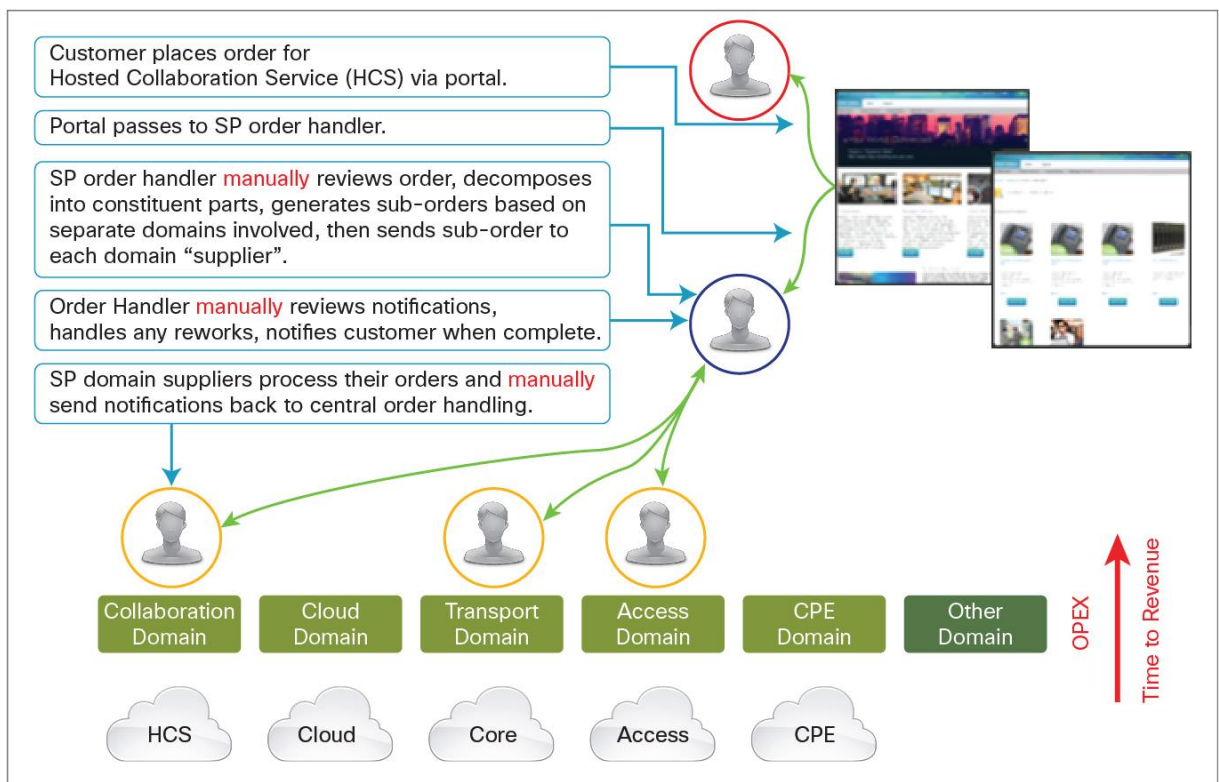 Customer places order for
Hosted Collaboration Service (HCS) via portal.
Portal passes to SP order handler.
SP order handler manually reviews order, decomposes
into constituent parts, generates sub-orders based on
separate domains involved, then sends sub-order to
each domain “supplier”.
Order Handler manually reviews notifications,
handles any reworks, notifies customer when complete.
SP domain suppliers process their orders and manually
send notifications back to central order handling.
Collaboration
Domain
Cloud
Domain
Transport
Domain
Access
Domain
CPE
Domain
Other
Domain
OPEX
Time to Revenue
HCS
Cloud
Core
Access
CPE